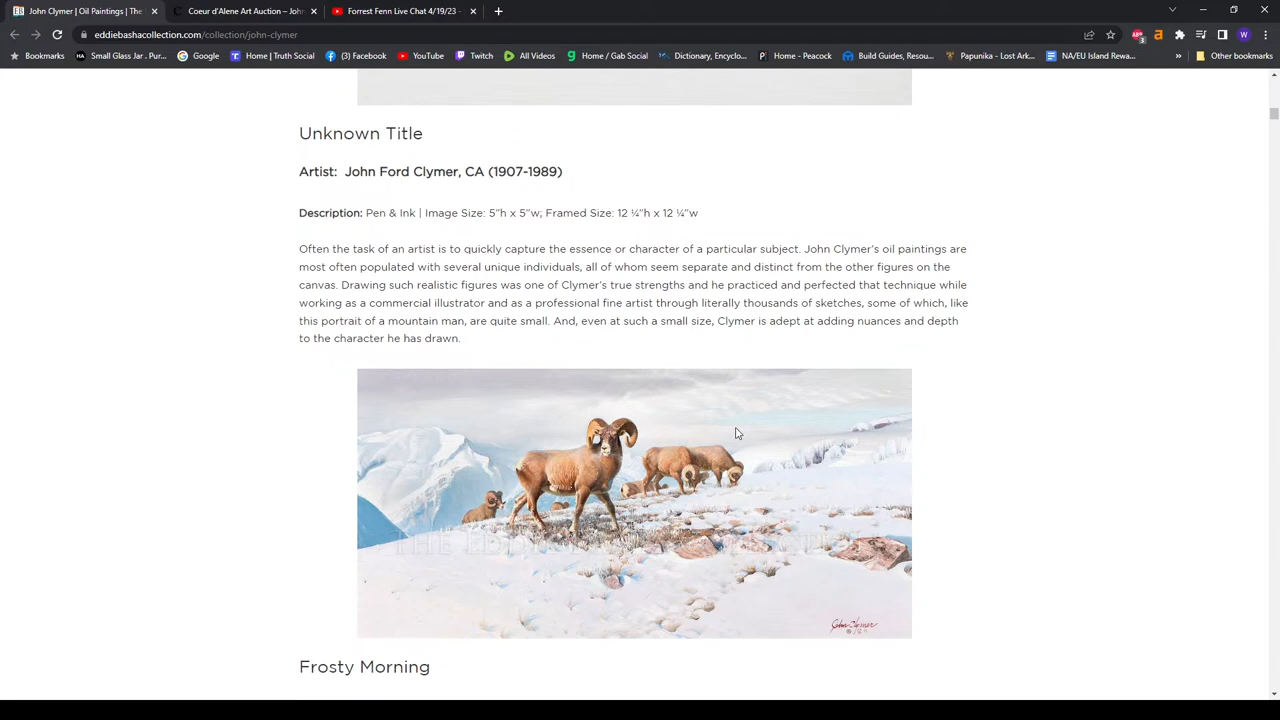 John Clymer | Oil Paintings | The
Coeur d'Alene Art Auction – John
Forrest Fenn Live Chat 4/19/23 -
eddiebashacollection.com/collection/john-clymer
Bookmarks
Small Glass Jar . Pur...
Google
Home | Truth Social
(3) Facebook
YouTube
Twitch
All Videos
Home / Gab Social
Dictionary, Encyclo...
Home - Peacock
Build Guides, Resou...
Papunika - Lost Ark...
NA/EU Island Rewa...
»
Other bookmarks
Unknown Title
Artist: John Ford Clymer, CA (1907-1989)
Description: Pen & Ink | Image Size: 5"h x 5"w; Framed Size: 12 ¼"h x 12 ¼"w
Often the task of an artist is to quickly capture the essence or character of a particular subject. John Clymer's oil paintings are
most often populated with several unique individuals, all of whom seem separate and distinct from the other figures on the
canvas. Drawing such realistic figures was one of Clymer's true strengths and he practiced and perfected that technique while
working as a commercial illustrator and as a professional fine artist through literally thousands of sketches, some of which, like
this portrait of a mountain man, are quite small. And, even at such a small size, Clymer is adept at adding nuances and depth
to the character he has drawn.
John Clymer
Frosty Morning